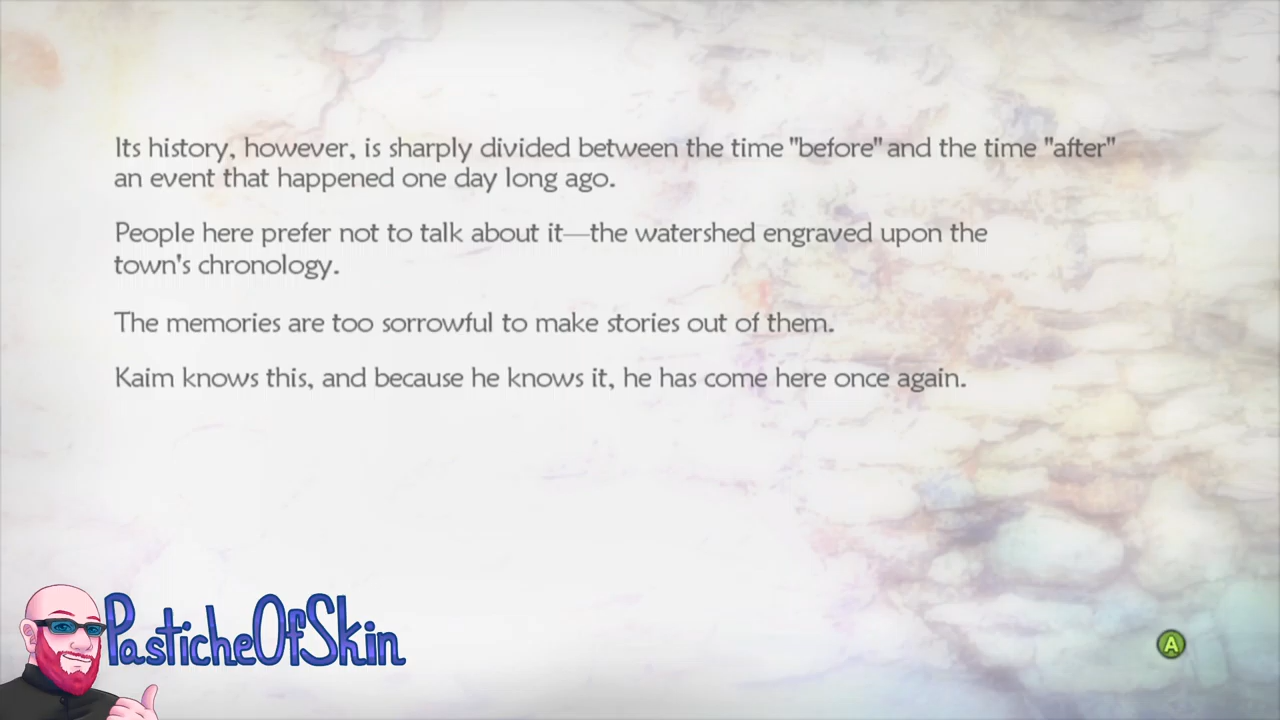 Its history, however, is sharply divided between the time "before" and the time "after"
an event that happened one day long ago.
People here prefer not to talk about it—the watershed engraved upon the
town's chronology.
The memories are too sorrowful to make stories out of them.
Kaim knows this, and because he knows it, he has come here once again.
PasticheOfSkin
A